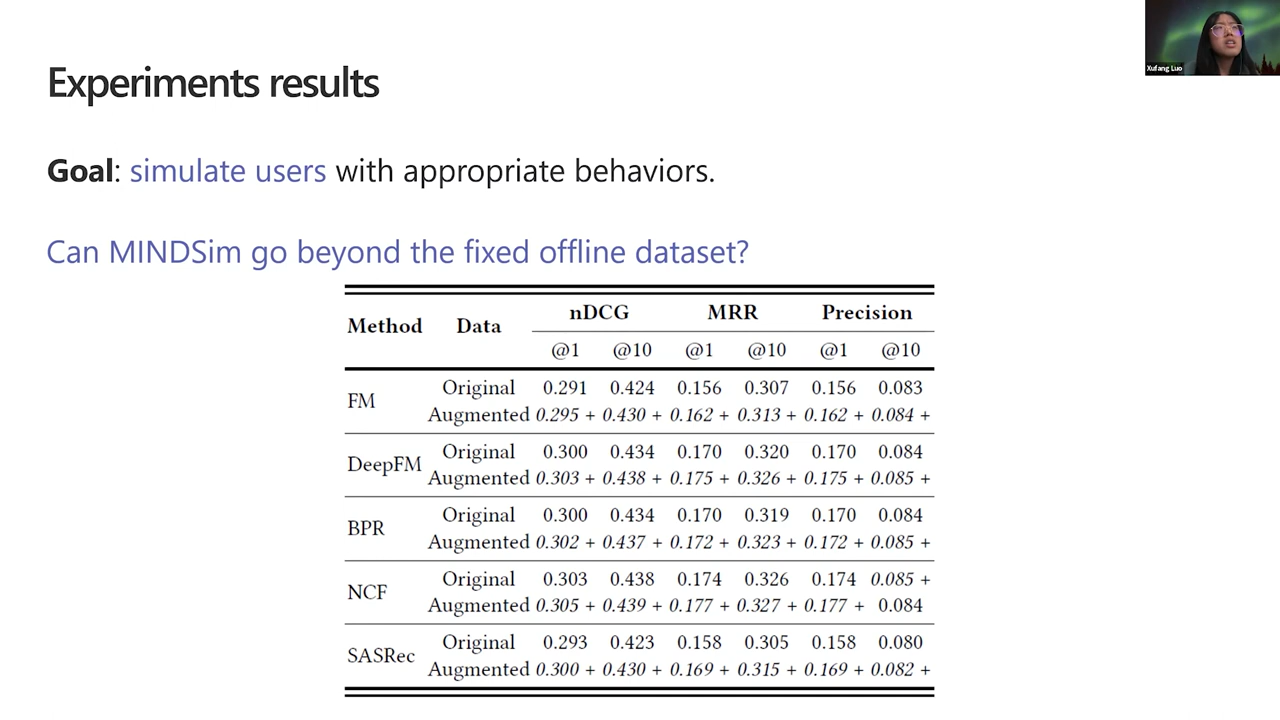 Xufang Luo
Experiments results
Goal: simulate users with appropriate behaviors.
Can MINDSim go beyond the fixed offline dataset?
Method Data nDCG MRR Precision
@1 @10 @1 @10 @1 @10
FM Original 0.291 0.424 0.156 0.307 0.156 0.083
Augmented 0.295 + 0.430 + 0.162 + 0.313 + 0.162 + 0.084 +
DeepFM Original 0.300 0.434 0.170 0.320 0.170 0.084
Augmented 0.303 + 0.438 + 0.175 + 0.326 + 0.175 + 0.085 +
BPR Original 0.300 0.434 0.170 0.319 0.170 0.084
Augmented 0.302 + 0.437 + 0.172 + 0.323 + 0.172 + 0.085 +
NCF Original 0.303 0.438 0.174 0.326 0.174 0.085 +
Augmented 0.305 + 0.439 + 0.177 + 0.327 + 0.177 + 0.084
SASRec Original 0.293 0.423 0.158 0.305 0.158 0.080
Augmented 0.300 + 0.430 + 0.169 + 0.315 + 0.169 + 0.082 +